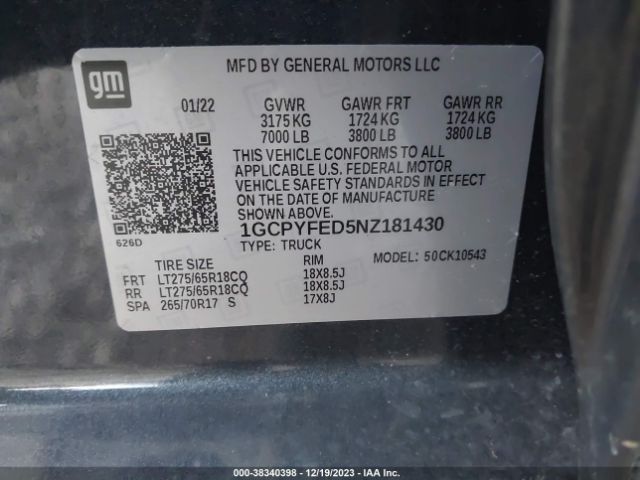 gm
MFD BY GENERAL MOTORS LLC
01/22 GVWR GAWR FRT GAWR RR
3175 KG 1724 KG 1724 KG
7000 LB 3800 LB 3800 LB
THIS VEHICLE CONFORMS TO ALL
APPLICABLE U.S. FEDERAL MOTOR
VEHICLE SAFETY STANDARDS IN EFFECT
ON THE DATE OF MANUFACTURE
SHOWN ABOVE.
1GCPYFED5NZ181430
626D TYPE: TRUCK MODEL: 50CK10543
TIRE SIZE RIM
FRT LT275/65R18CQ 18X8.5J
RR LT275/65R18CQ 18X8.5J
SPA 265/70R17 S 17X8J
000-38340398 - 12/19/2023 - IAA Inc.